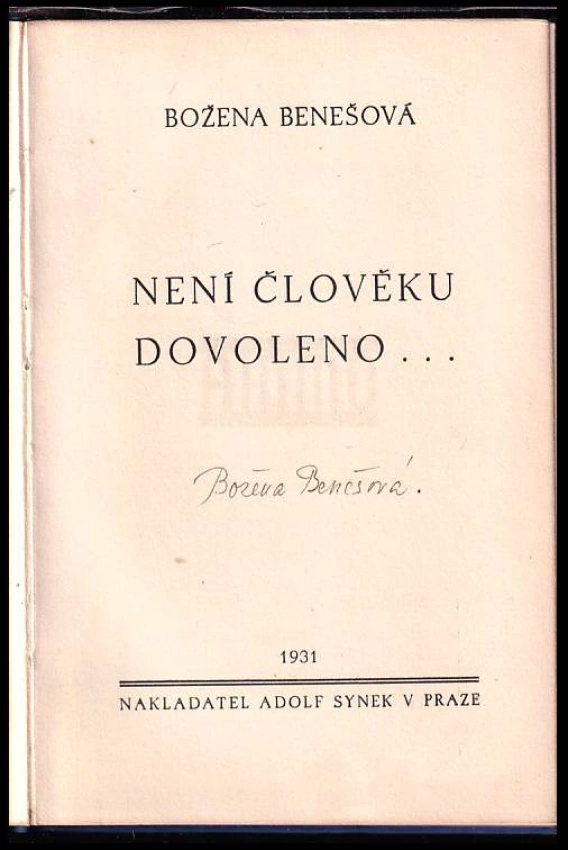 BOŽENA BENEŠOVÁ
NENÍ ČLOVĚKU
DOVOLENO...
Božena Benešová.
1931
NAKLADATEL ADOLF SYNEK V PRAZE